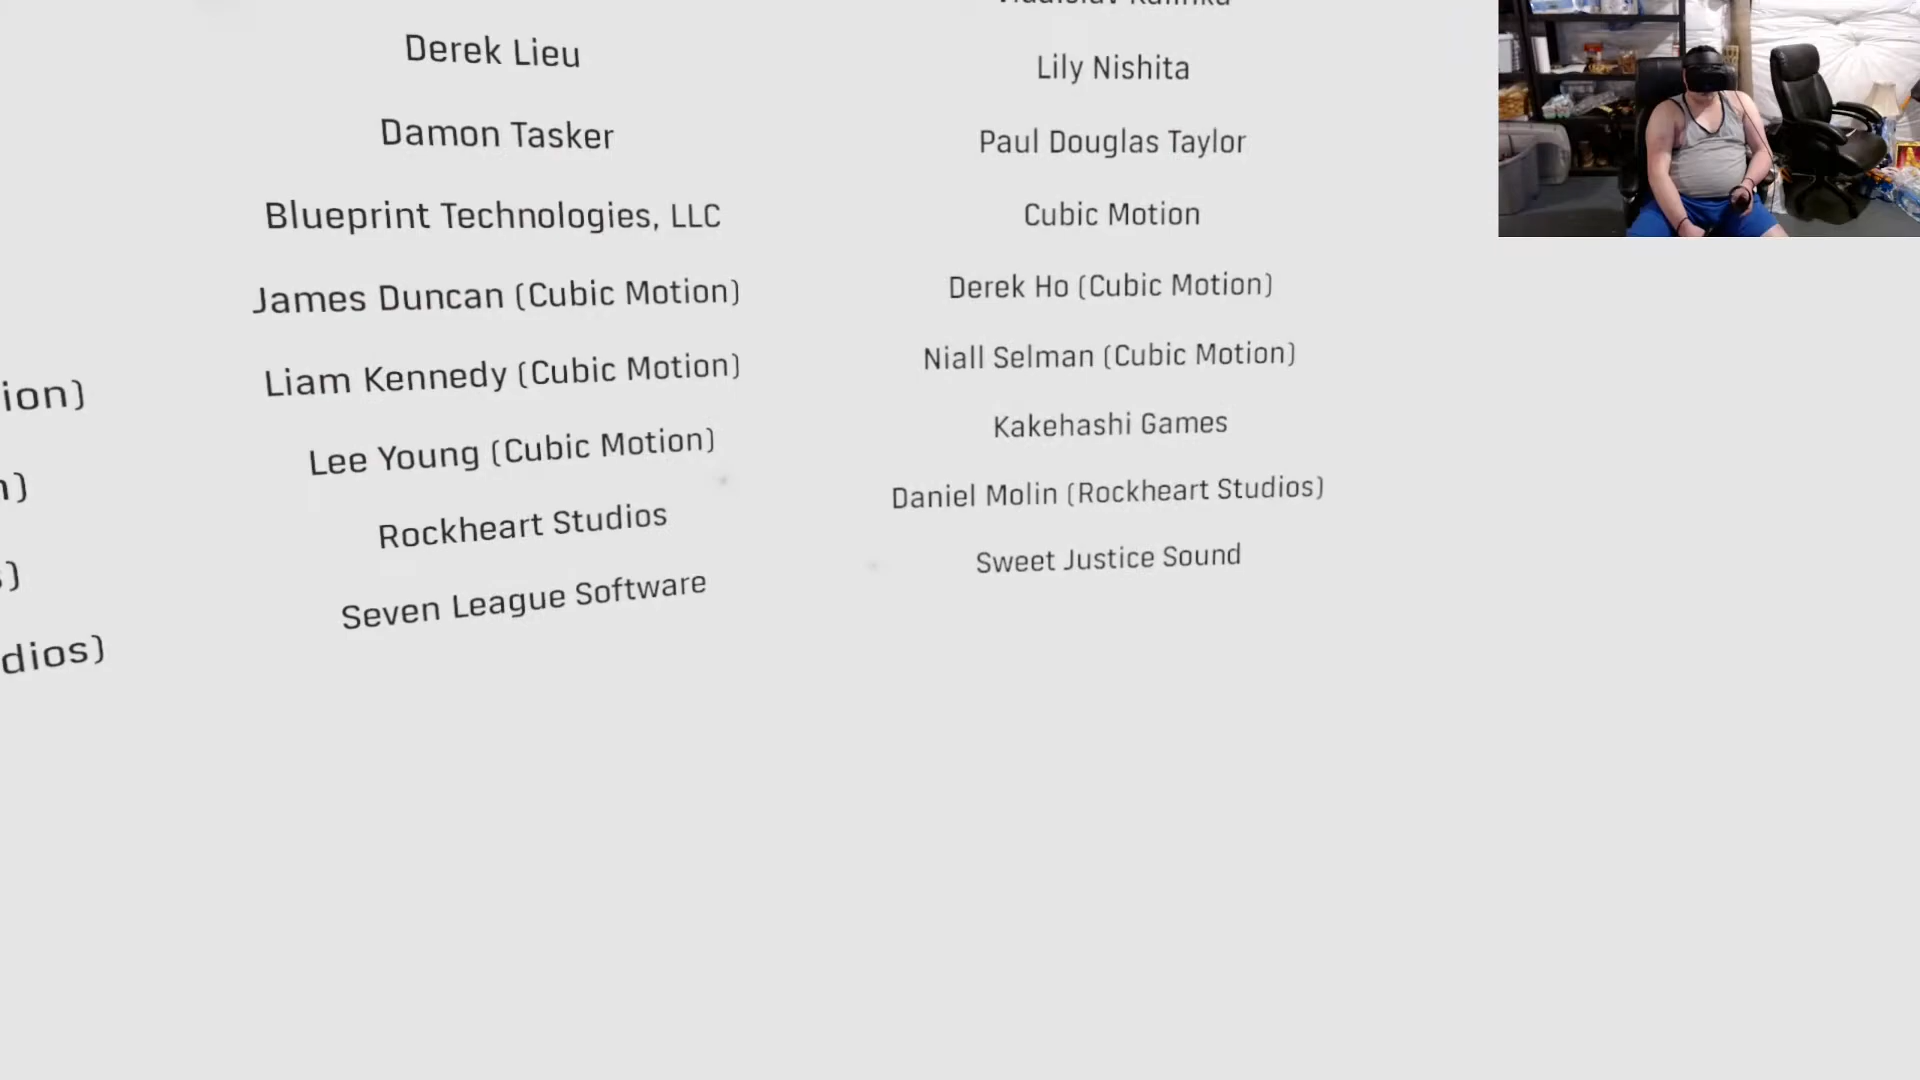 Derek Lieu
Damon Tasker
Blueprint Technologies, LLC
James Duncan (Cubic Motion)
Liam Kennedy (Cubic Motion)
Lee Young (Cubic Motion)
Rockheart Studios
Seven League Software
Lily Nishita
Paul Douglas Taylor
Cubic Motion
Derek Ho (Cubic Motion)
Niall Selman (Cubic Motion)
Kakehashi Games
Daniel Molin (Rockheart Studios)
Sweet Justice Sound